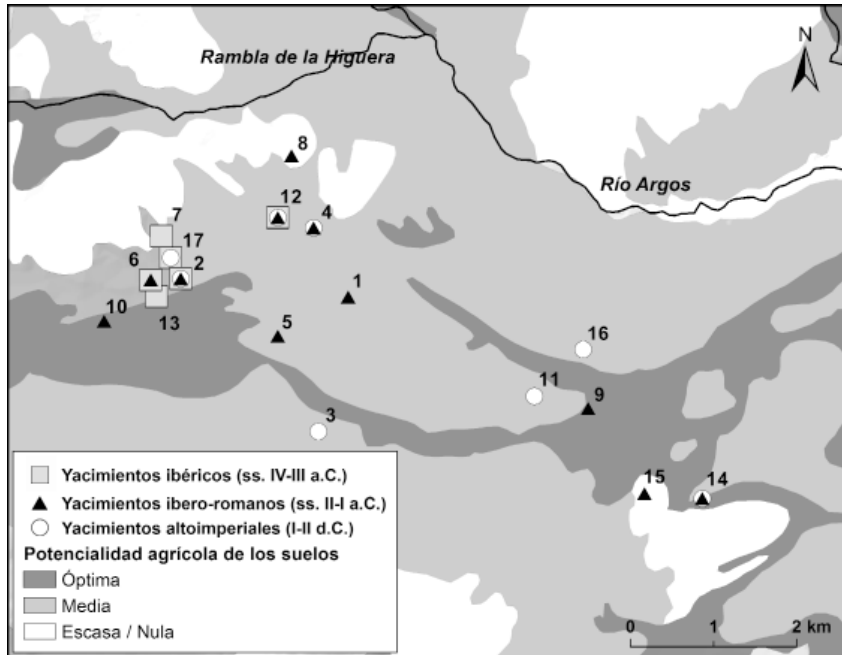 Rambla de la Higuera
N
8
Río Argos
7
12
4
17
6
2
1
10
13
5
16
11
9
3
15
14
Yacimientos ibéricos (ss. IV-III a.C.)
Yacimientos ibero-romanos (ss. II-I a.C.)
Yacimientos altoimperiales (I-II d.C.)
Potencialidad agrícola de los suelos
Óptima
Media
Escasa / Nula
0 1 2 km